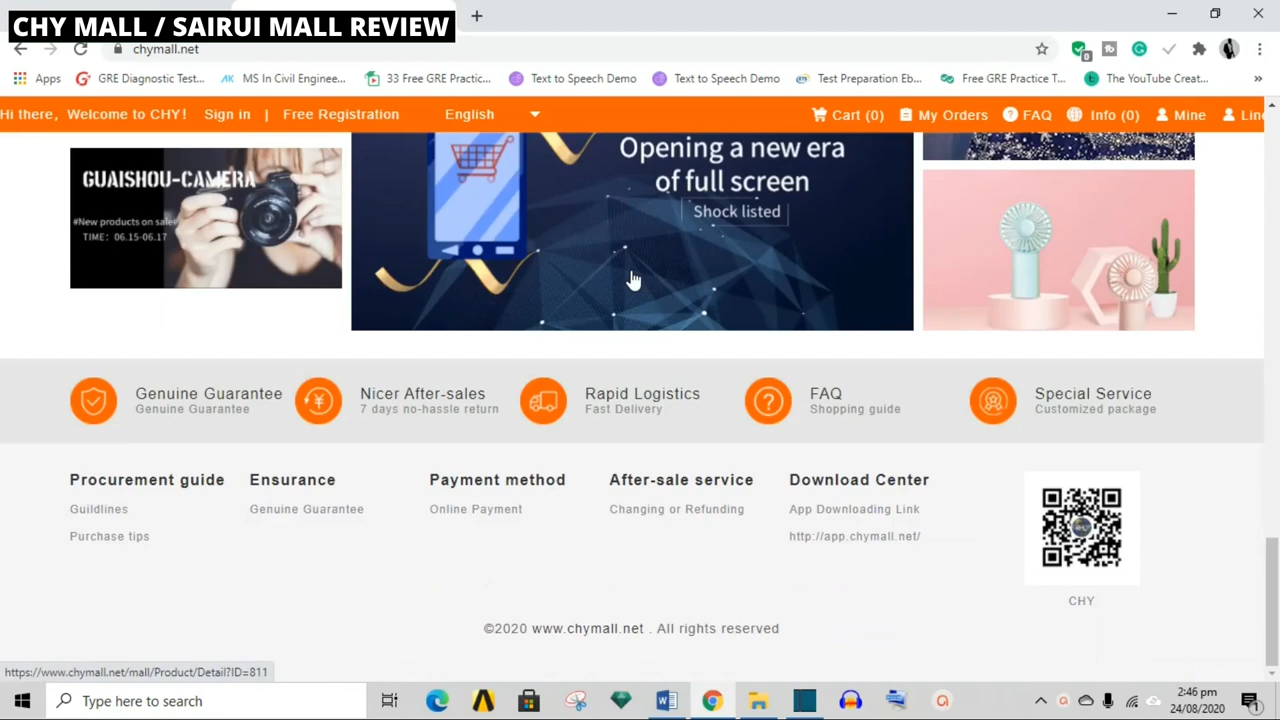 CHY MALL / SAIRUI MALL REVIEW
chymall.net
0
Apps
GRE Diagnostic Test...
MS In Civil Enginee...
33 Free GRE Practic...
Text to Speech Demo
Text to Speech Demo
Test Preparation Eb...
Free GRE Practice T...
The YouTube Creat...
Hi there, Welcome to CHY! Sign in | Free Registration English Cart (0) My Orders FAQ Info (0) Mine Line
GUAISHOU-CAMERA
#New products on sale
TIME: 06.15-06.17
Opening a new era
of full screen
Shock listed
Genuine Guarantee
Genuine Guarantee
Nicer After-sales
7 days no-hassle return
Rapid Logistics
Fast Delivery
FAQ
Shopping guide
Special Service
Customized package
Procurement guide
Guildlines
Purchase tips
Ensurance
Genuine Guarantee
Payment method
Online Payment
After-sale service
Changing or Refunding
Download Center
App Downloading Link
http://app.chymall.net/
CHY
©2020 www.chymall.net . All rights reserved
https://www.chymall.net/mall/Product/Detail?ID=811
Type here to search
2:46 pm
24/08/2020
1